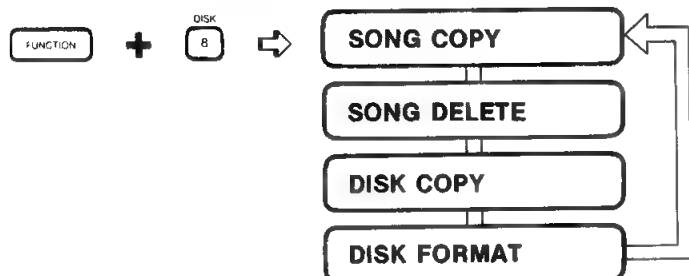 DISK
FUNCTION + 8 SONG COPY
SONG DELETE
DISK COPY
DISK FORMAT